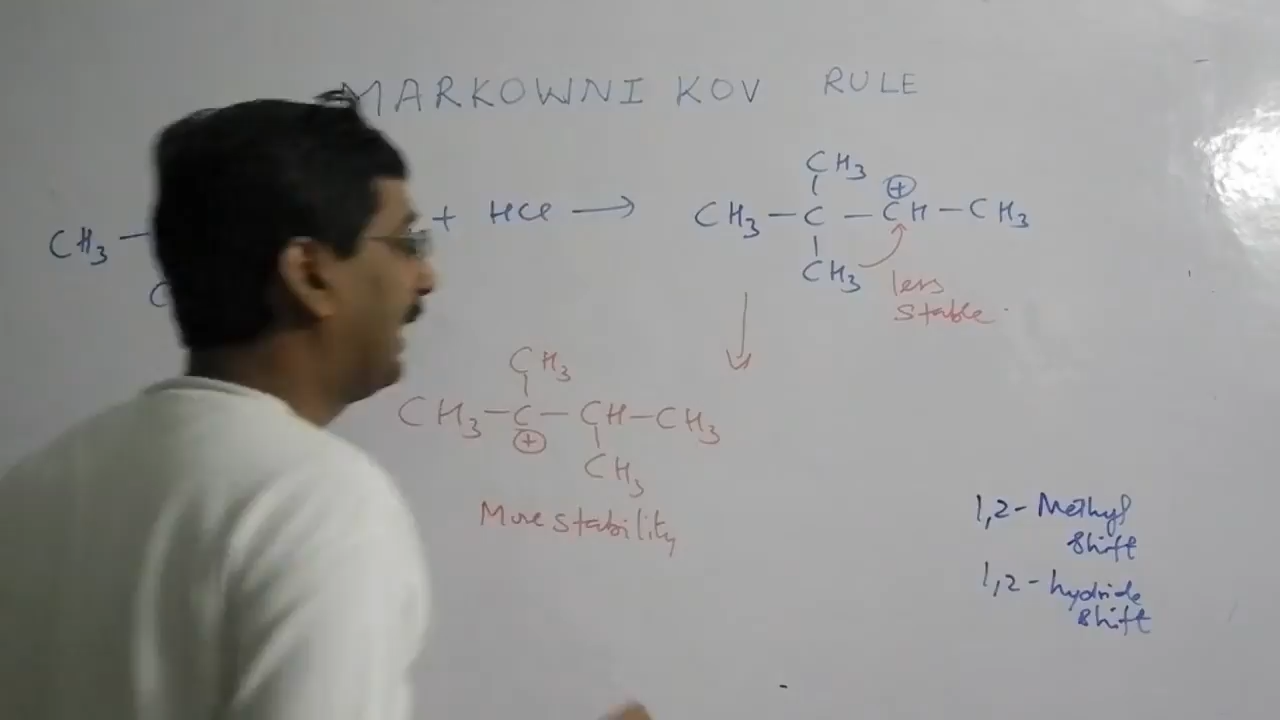 MARKOWNIKOV RULE
CH3
CH3 — + HCl → CH3 — C — CH — CH3
⊕
CH3
less
stable
CH3
CH3 — C — CH — CH3
⊕
CH3
More stability
1,2- Methyl
shift
1,2- hydride
shift